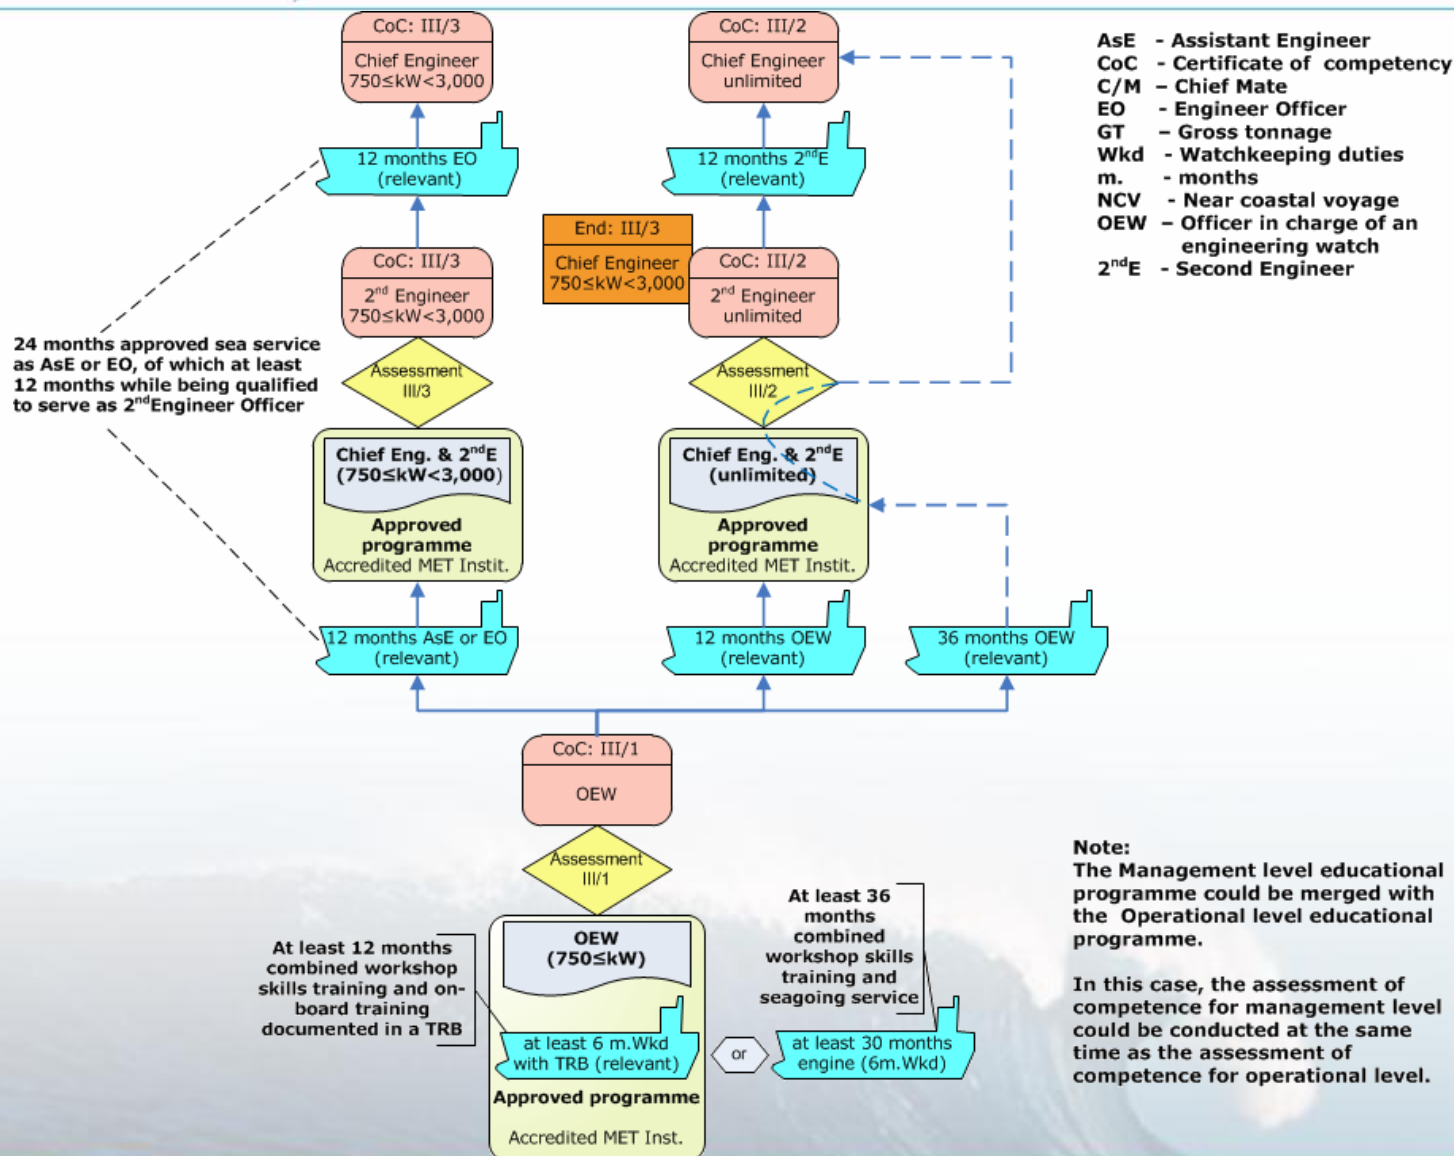 CoC: III/3
Chief Engineer
750≤kW<3,000
CoC: III/2
Chief Engineer
unlimited
AsE - Assistant Engineer
CoC - Certificate of competency
C/M – Chief Mate
EO - Engineer Officer
GT – Gross tonnage
Wkd - Watchkeeping duties
m. - months
NCV - Near coastal voyage
OEW – Officer in charge of an
engineering watch
2ndE - Second Engineer
12 months EO
(relevant)
12 months 2ndE
(relevant)
End: III/3
Chief Engineer
750≤kW<3,000
CoC: III/3
2nd Engineer
750≤kW<3,000
CoC: III/2
2nd Engineer
unlimited
24 months approved sea service
as AsE or EO, of which at least
12 months while being qualified
to serve as 2ndEngineer Officer
Assessment
III/3
Assessment
III/2
Chief Eng. & 2ndE
(750≤kW<3,000)
Approved
programme
Accredited MET Instit.
Chief Eng. & 2ndE
(unlimited)
Approved
programme
Accredited MET Instit.
12 months AsE or EO
(relevant)
12 months OEW
(relevant)
36 months OEW
(relevant)
CoC: III/1
OEW
Assessment
III/1
At least 12 months
combined workshop
skills training and on-
board training
documented in a TRB
OEW
(750≤kW)
at least 6 m.Wkd
with TRB (relevant)
Approved programme
Accredited MET Inst.
or
At least 36
months
combined
workshop skills
training and
seagoing service
at least 30 months
engine (6m.Wkd)
Note:
The Management level educational
programme could be merged with
the Operational level educational
programme.
In this case, the assessment of
competence for management level
could be conducted at the same
time as the assessment of
competence for operational level.